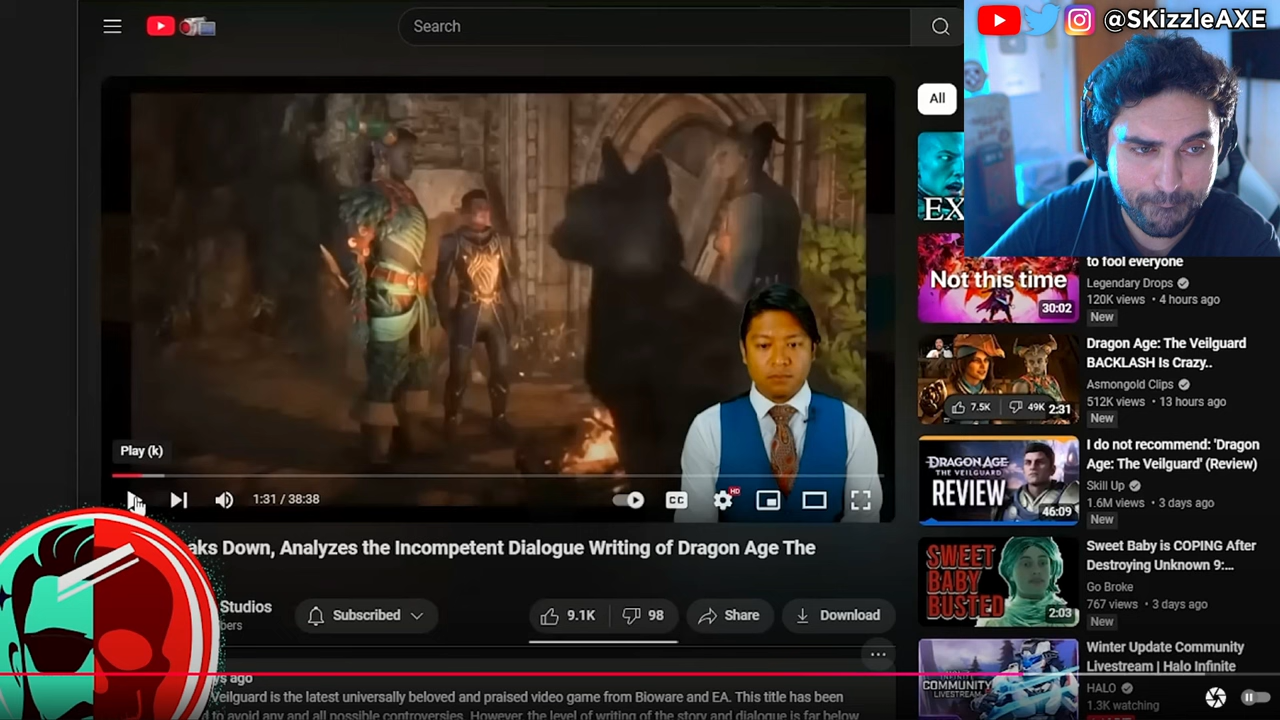 Search
@SKizzleAXE
All
EX
to fool everyone
Legendary Drops
120K views • 4 hours ago
New
Not this time
30:02
Dragon Age: The Veilguard
BACKLASH Is Crazy..
Asmongold Clips
512K views • 13 hours ago
New
7.5K
49K
2:31
I do not recommend: 'Dragon
Age: The Veilguard' (Review)
Skill Up
1.6M views • 3 days ago
New
DRAGON AGE
THE VEILGUARD
REVIEW
46:09
Sweet Baby is COPING After
Destroying Unknown 9:...
Go Broke
767 views • 3 days ago
New
SWEET
BABY
BUSTED
2:03
Winter Update Community
Livestream | Halo Infinite
HALO
1.3K watching
COMMUNITY
LIVESTREAM
Play (k)
1:31 / 38:38
CC
HD
aks Down, Analyzes the Incompetent Dialogue Writing of Dragon Age The
Studios
bers
Subscribed
9.1K
98
Share
Download
ys ago
Veilguard is the latest universally beloved and praised video game from Bioware and EA. This title has been
d to avoid any and all possible controversies. However, the level of writing of the story and dialogue is far below